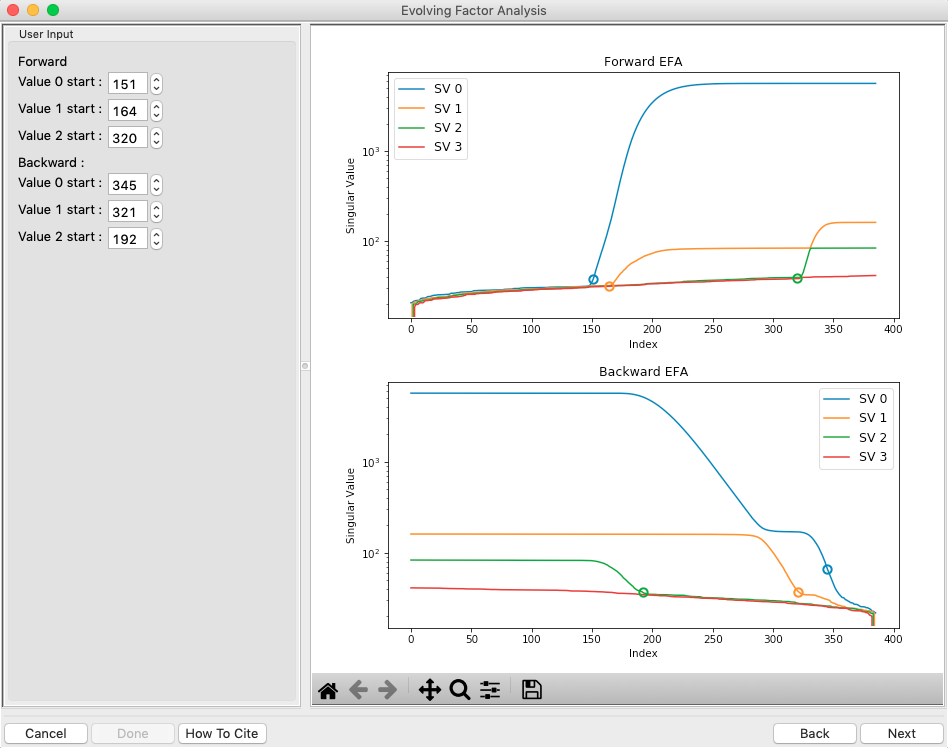 Evolving Factor Analysis
User Input
Forward
Value 0 start : 151
Value 1 start : 164
Value 2 start : 320
Backward :
Value 0 start : 345
Value 1 start : 321
Value 2 start : 192
Forward EFA
SV 0
SV 1
SV 2
SV 3
10³
10²
Singular Value
0 50 100 150 200 250 300 350 400
Index
Backward EFA
SV 0
SV 1
SV 2
SV 3
10³
10²
Singular Value
0 50 100 150 200 250 300 350 400
Index
Cancel Done How To Cite Back Next